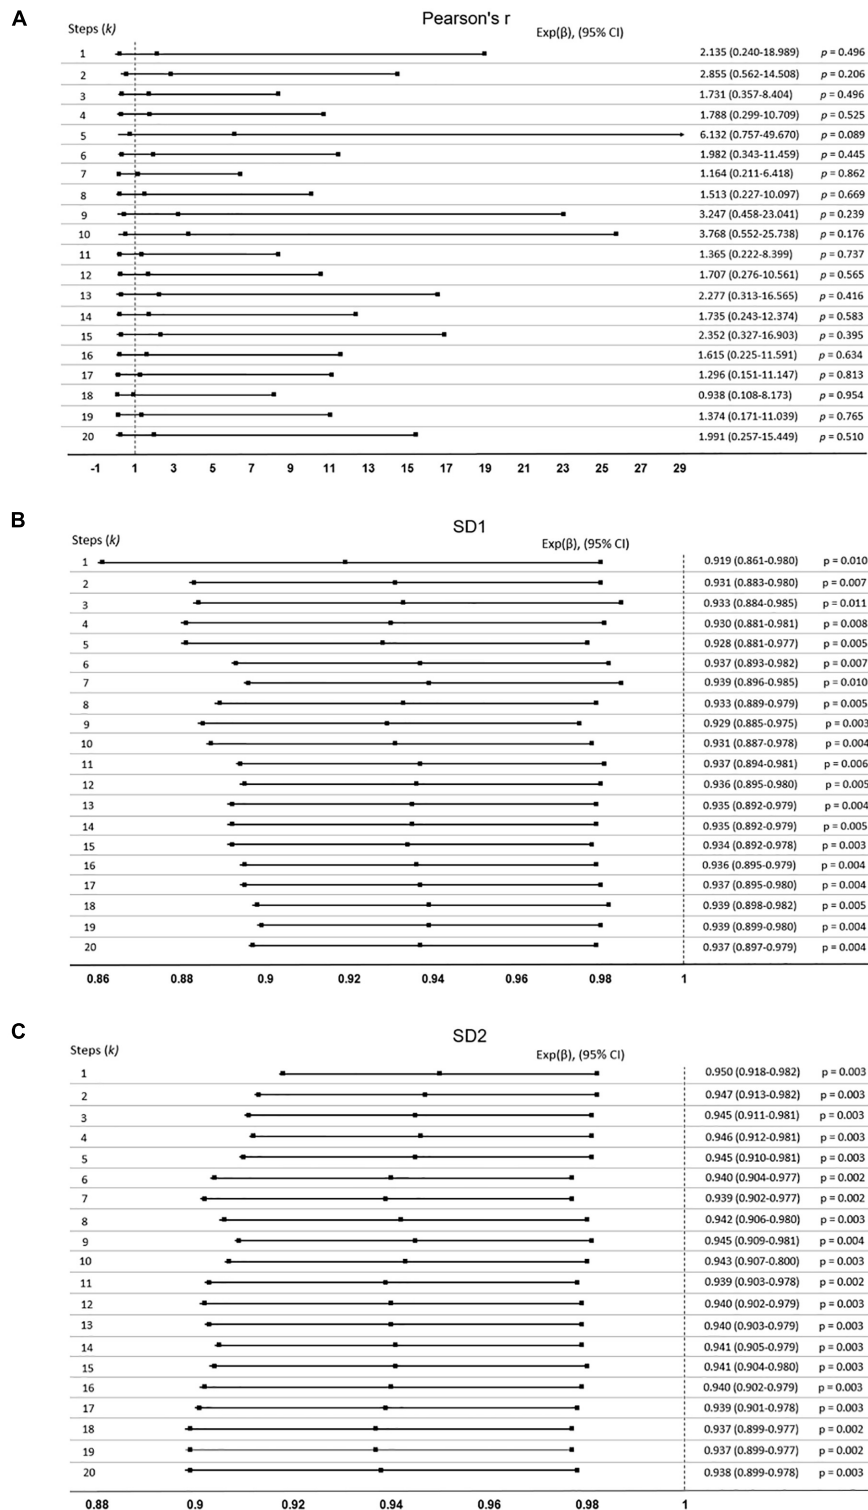 A
Pearson's r
Steps (k)
Exp(β), (95% CI)
1 2.135 (0.240-18.989) p = 0.496
2 2.855 (0.562-14.508) p = 0.206
3 1.731 (0.357-8.404) p = 0.496
4 1.788 (0.299-10.709) p = 0.525
5 6.132 (0.757-49.670) p = 0.089
6 1.982 (0.343-11.459) p = 0.445
7 1.164 (0.211-6.418) p = 0.862
8 1.513 (0.227-10.097) p = 0.669
9 3.247 (0.458-23.041) p = 0.239
10 3.768 (0.552-25.738) p = 0.176
11 1.365 (0.222-8.399) p = 0.737
12 1.707 (0.276-10.561) p = 0.565
13 2.277 (0.313-16.565) p = 0.416
14 1.735 (0.243-12.374) p = 0.583
15 2.352 (0.327-16.903) p = 0.395
16 1.615 (0.225-11.591) p = 0.634
17 1.296 (0.151-11.147) p = 0.813
18 0.938 (0.108-8.173) p = 0.954
19 1.374 (0.171-11.039) p = 0.765
20 1.991 (0.257-15.449) p = 0.510
-1 1 3 5 7 9 11 13 15 17 19 21 23 25 27 29
B
SD1
Steps (k)
Exp(β), (95% CI)
1 0.919 (0.861-0.980) p = 0.010
2 0.931 (0.883-0.980) p = 0.007
3 0.933 (0.884-0.985) p = 0.011
4 0.930 (0.881-0.981) p = 0.008
5 0.928 (0.881-0.977) p = 0.005
6 0.937 (0.893-0.982) p = 0.007
7 0.939 (0.896-0.985) p = 0.010
8 0.933 (0.889-0.979) p = 0.005
9 0.929 (0.885-0.975) p = 0.003
10 0.931 (0.887-0.978) p = 0.004
11 0.937 (0.894-0.981) p = 0.006
12 0.936 (0.895-0.980) p = 0.005
13 0.935 (0.892-0.979) p = 0.004
14 0.935 (0.892-0.979) p = 0.005
15 0.934 (0.892-0.978) p = 0.003
16 0.936 (0.895-0.979) p = 0.004
17 0.937 (0.895-0.980) p = 0.004
18 0.939 (0.898-0.982) p = 0.005
19 0.939 (0.899-0.980) p = 0.004
20 0.937 (0.897-0.979) p = 0.004
0.86 0.88 0.9 0.92 0.94 0.96 0.98 1
C
SD2
Steps (k)
Exp(β), (95% CI)
1 0.950 (0.918-0.982) p = 0.003
2 0.947 (0.913-0.982) p = 0.003
3 0.945 (0.911-0.981) p = 0.003
4 0.946 (0.912-0.981) p = 0.003
5 0.945 (0.910-0.981) p = 0.003
6 0.940 (0.904-0.977) p = 0.002
7 0.939 (0.902-0.977) p = 0.002
8 0.942 (0.906-0.980) p = 0.003
9 0.945 (0.909-0.981) p = 0.004
10 0.943 (0.907-0.800) p = 0.003
11 0.939 (0.903-0.978) p = 0.002
12 0.940 (0.902-0.979) p = 0.003
13 0.940 (0.903-0.979) p = 0.003
14 0.941 (0.905-0.979) p = 0.003
15 0.941 (0.904-0.980) p = 0.003
16 0.940 (0.902-0.979) p = 0.003
17 0.939 (0.901-0.978) p = 0.003
18 0.937 (0.899-0.977) p = 0.002
19 0.937 (0.899-0.977) p = 0.002
20 0.938 (0.899-0.978) p = 0.003
0.88 0.9 0.92 0.94 0.96 0.98 1